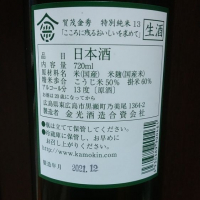 賀茂金秀 特別純米13
「こころに残るおいしいを求めて」
生酒
品目 日本酒
内容量 720ml
原材料名 米(国産) 米麹(国産米)
精米歩合 こうじ米50% 掛米60%
アルコール分 13度(原酒)
広島県東広島市黒瀬町乃美尾1364-2
製造者 金光酒造合資会社
http://www.kamokin.com
製造年月 2021.10